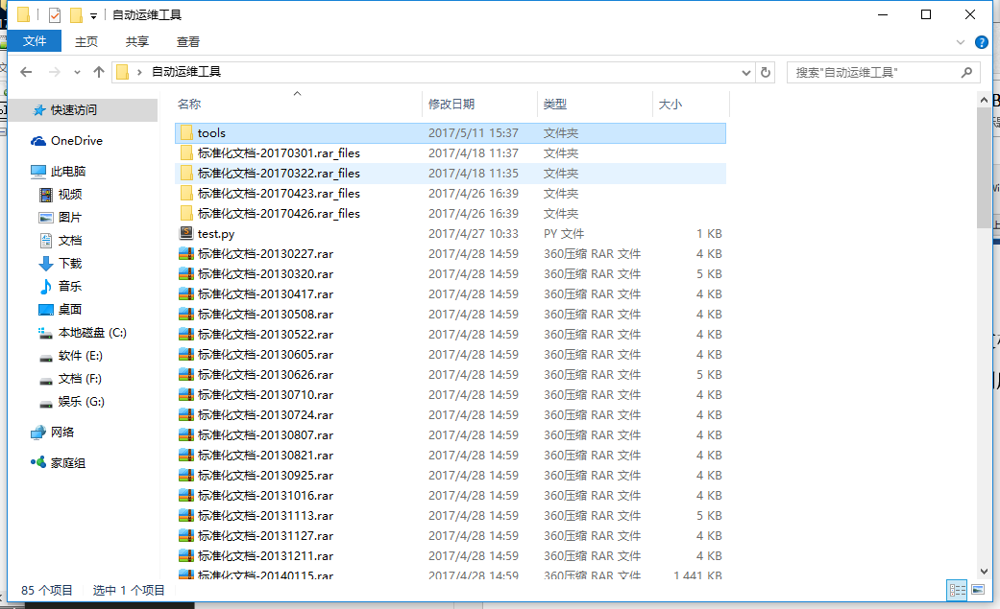 自动运维工具
文件 主页 共享 查看
自动运维工具 搜索"自动运维工具"
名称 修改日期 类型 大小
快速访问
OneDrive
此电脑
视频
图片
文档
下载
音乐
桌面
本地磁盘 (C:)
软件 (E:)
文档 (F:)
娱乐 (G:)
网络
家庭组
tools 2017/5/11 15:37 文件夹
标准化文档-20170301.rar_files 2017/4/18 11:37 文件夹
标准化文档-20170322.rar_files 2017/4/18 11:35 文件夹
标准化文档-20170423.rar_files 2017/4/26 16:39 文件夹
标准化文档-20170426.rar_files 2017/4/26 16:39 文件夹
test.py 2017/4/27 10:33 PY 文件 1 KB
标准化文档-20130227.rar 2017/4/28 14:59 360压缩 RAR 文件 4 KB
标准化文档-20130320.rar 2017/4/28 14:59 360压缩 RAR 文件 5 KB
标准化文档-20130417.rar 2017/4/28 14:59 360压缩 RAR 文件 4 KB
标准化文档-20130508.rar 2017/4/28 14:59 360压缩 RAR 文件 4 KB
标准化文档-20130522.rar 2017/4/28 14:59 360压缩 RAR 文件 4 KB
标准化文档-20130605.rar 2017/4/28 14:59 360压缩 RAR 文件 4 KB
标准化文档-20130626.rar 2017/4/28 14:59 360压缩 RAR 文件 5 KB
标准化文档-20130710.rar 2017/4/28 14:59 360压缩 RAR 文件 4 KB
标准化文档-20130724.rar 2017/4/28 14:59 360压缩 RAR 文件 4 KB
标准化文档-20130807.rar 2017/4/28 14:59 360压缩 RAR 文件 4 KB
标准化文档-20130821.rar 2017/4/28 14:59 360压缩 RAR 文件 4 KB
标准化文档-20130925.rar 2017/4/28 14:59 360压缩 RAR 文件 4 KB
标准化文档-20131016.rar 2017/4/28 14:59 360压缩 RAR 文件 4 KB
标准化文档-20131113.rar 2017/4/28 14:59 360压缩 RAR 文件 5 KB
标准化文档-20131127.rar 2017/4/28 14:59 360压缩 RAR 文件 4 KB
标准化文档-20131211.rar 2017/4/28 14:59 360压缩 RAR 文件 4 KB
标准化文档-20140115.rar 2017/4/28 14:59 360压缩 RAR 文件 1,441 KB
85 个项目 选中 1 个项目